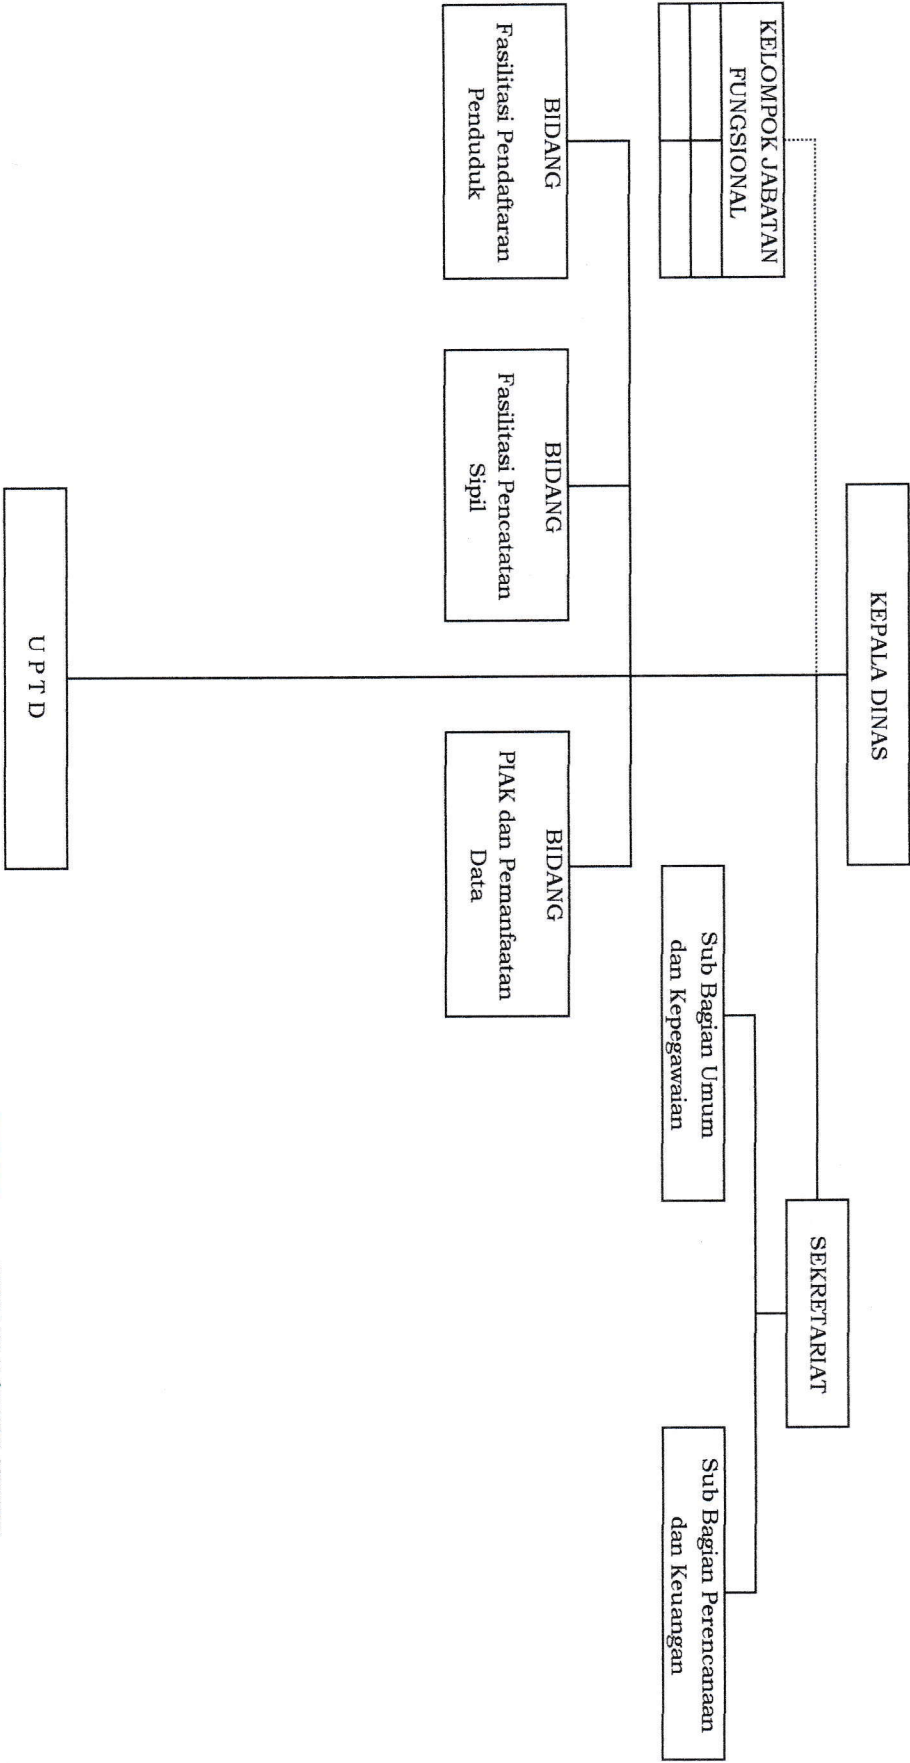 KEPALA DINAS
KELOMPOK JABATAN
FUNGSIONAL
SEKRETARIAT
Sub Bagian Umum
dan Kepegawaian
Sub Bagian Perencanaan
dan Keuangan
BIDANG
Fasilitasi Pendaftaran
Penduduk
BIDANG
Fasilitasi Pencatatan
Sipil
BIDANG
PIAK dan Pemanfaatan
Data
U P T D